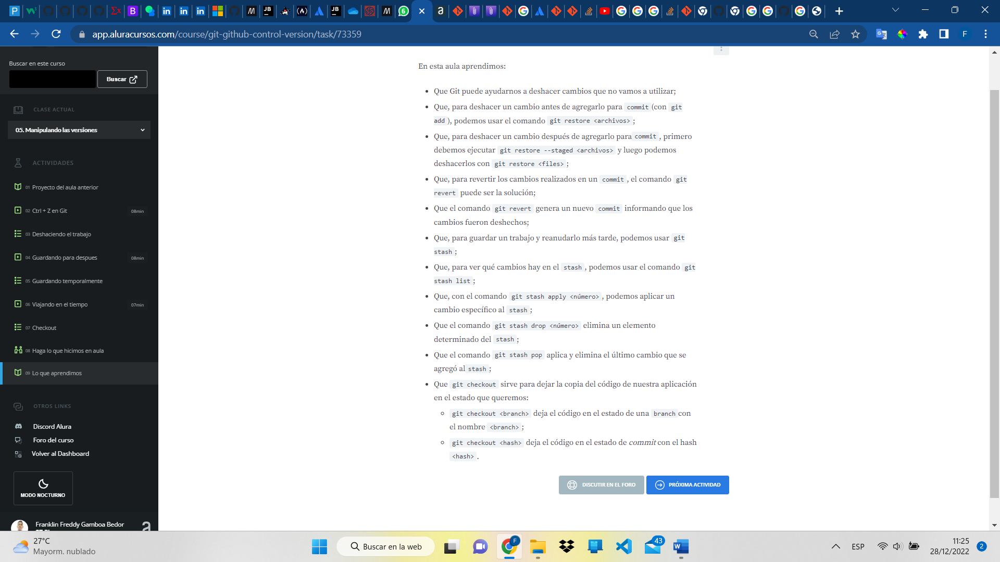 app.aluracursos.com/course/git-github-control-version/task/73359
F
Buscar en este curso
Buscar
CLASE ACTUAL
05. Manipulando las versiones
ACTIVIDADES
01 Proyecto del aula anterior
02 Ctrl + Z en Git 08min
03 Deshaciendo el trabajo
04 Guardando para despues 08min
05 Guardando temporalmente
06 Viajando en el tiempo 07min
07 Checkout
08 Haga lo que hicimos en aula
09 Lo que aprendimos
OTROS LINKS
Discord Alura
Foro del curso
Volver al Dashboard
MODO NOCTURNO
Franklin Freddy Gamboa Bedor
En esta aula aprendimos:
• Que Git puede ayudarnos a deshacer cambios que no vamos a utilizar;
• Que, para deshacer un cambio antes de agregarlo para commit (con git
add ), podemos usar el comando git restore <archivos> ;
• Que, para deshacer un cambio después de agregarlo para commit , primero
debemos ejecutar git restore --staged <archivos> y luego podemos
deshacerlos con git restore <files> ;
• Que, para revertir los cambios realizados en un commit , el comando git
revert puede ser la solución;
• Que el comando git revert genera un nuevo commit informando que los
cambios fueron deshechos;
• Que, para guardar un trabajo y reanudarlo más tarde, podemos usar git
stash ;
• Que, para ver qué cambios hay en el stash , podemos usar el comando git
stash list ;
• Que, con el comando git stash apply <número> , podemos aplicar un
cambio específico al stash ;
• Que el comando git stash drop <número> elimina un elemento
determinado del stash ;
• Que el comando git stash pop aplica y elimina el último cambio que se
agregó al stash ;
• Que git checkout sirve para dejar la copia del código de nuestra aplicación
en el estado que queremos:
◦ git checkout <branch> deja el código en el estado de una branch con
el nombre <branch> ;
◦ git checkout <hash> deja el código en el estado de commit con el hash
<hash> .
DISCUTIR EN EL FORO
PRÓXIMA ACTIVIDAD
27°C
Mayorm. nublado
Buscar en la web
F
43
ESP
11:25
28/12/2022
2